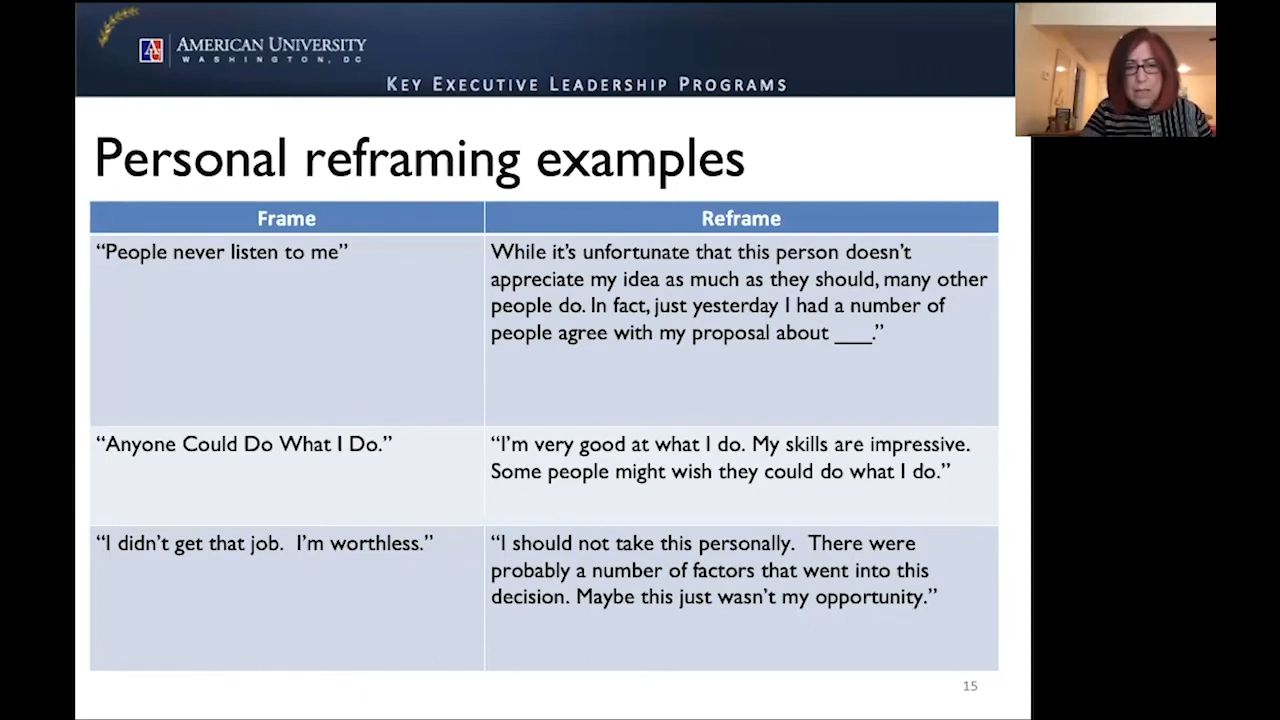 AMERICAN UNIVERSITY
WASHINGTON, DC
KEY EXECUTIVE LEADERSHIP PROGRAMS
Personal reframing examples
Frame
Reframe
“People never listen to me”
While it’s unfortunate that this person doesn’t
appreciate my idea as much as they should, many other
people do. In fact, just yesterday I had a number of
people agree with my proposal about ____.”
“Anyone Could Do What I Do.”
“I’m very good at what I do. My skills are impressive.
Some people might wish they could do what I do.”
“I didn’t get that job.  I’m worthless.”
“I should not take this personally.  There were
probably a number of factors that went into this
decision. Maybe this just wasn’t my opportunity.”
15